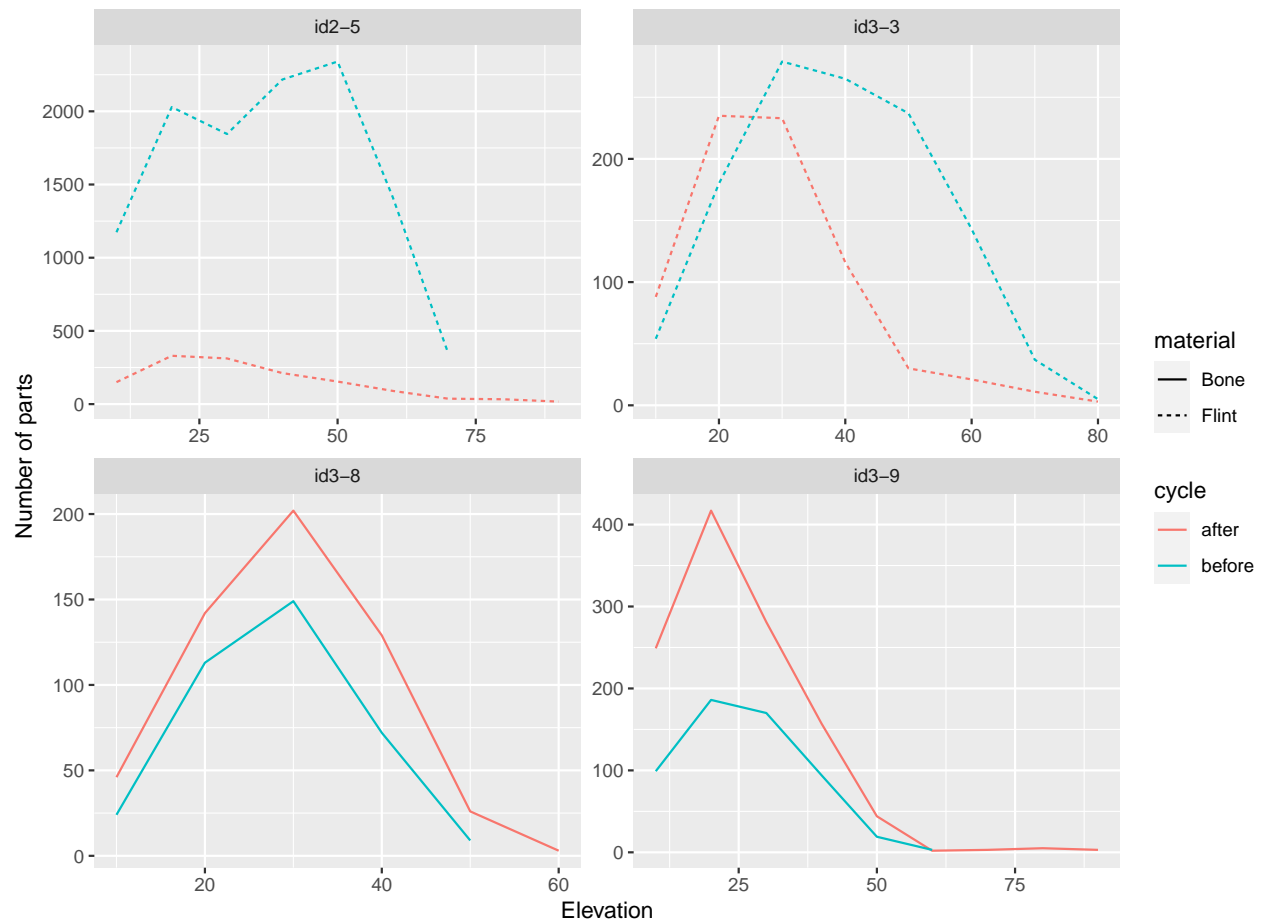 id2−5
id3−3
2000
1500
1000
500
0
25 50 75
200
100
0
20 40 60 80
id3−8
id3−9
200
150
100
50
0
20 40 60
400
300
200
100
0
25 50 75
Number of parts
Elevation
material
Bone
Flint
cycle
after
before